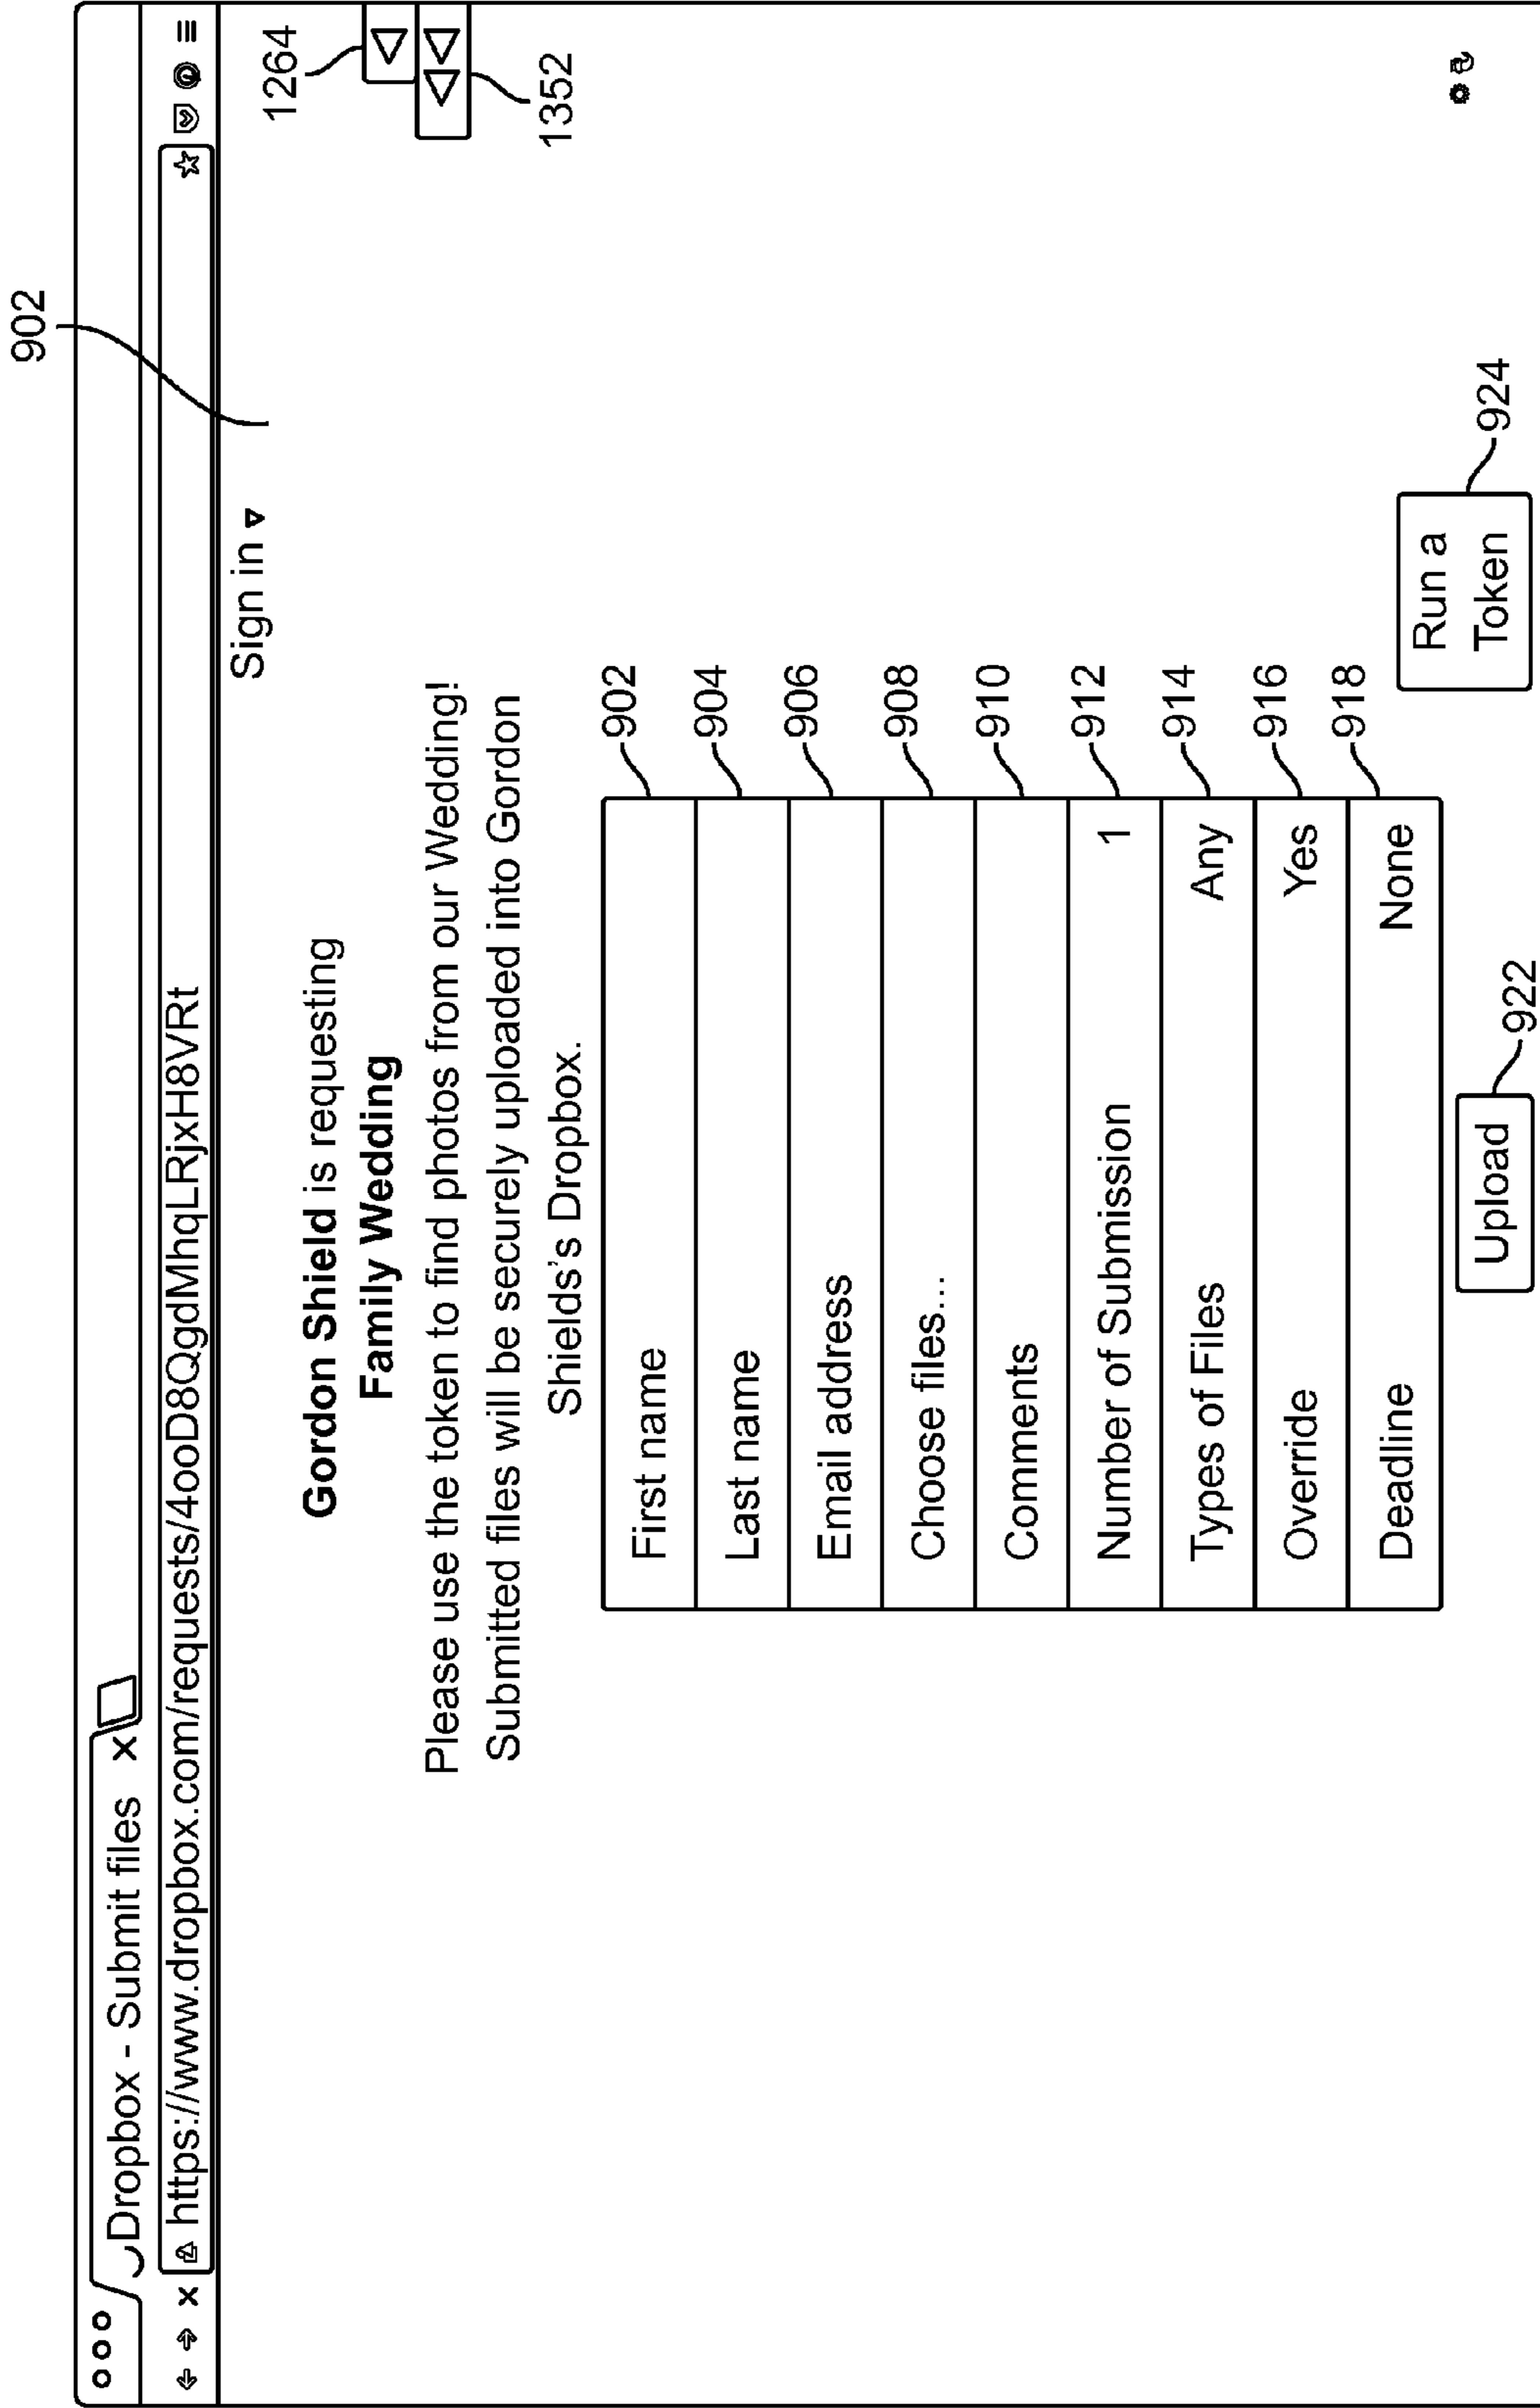 902
Dropbox - Submit files x
https://www.dropbox.com/requests/4ooD8QgdMhqLRjxH8VRt
Sign in
1264
1352
Gordon Shield is requesting
Family Wedding
Please use the token to find photos from our Wedding!
Submitted files will be securely uploaded into Gordon
Shields's Dropbox.
First name 902
Last name 904
Email address 906
Choose files... 908
Comments 910
Number of Submission 1 912
Types of Files Any 914
Override Yes 916
Deadline None 918
Upload 922
Run a
Token 924